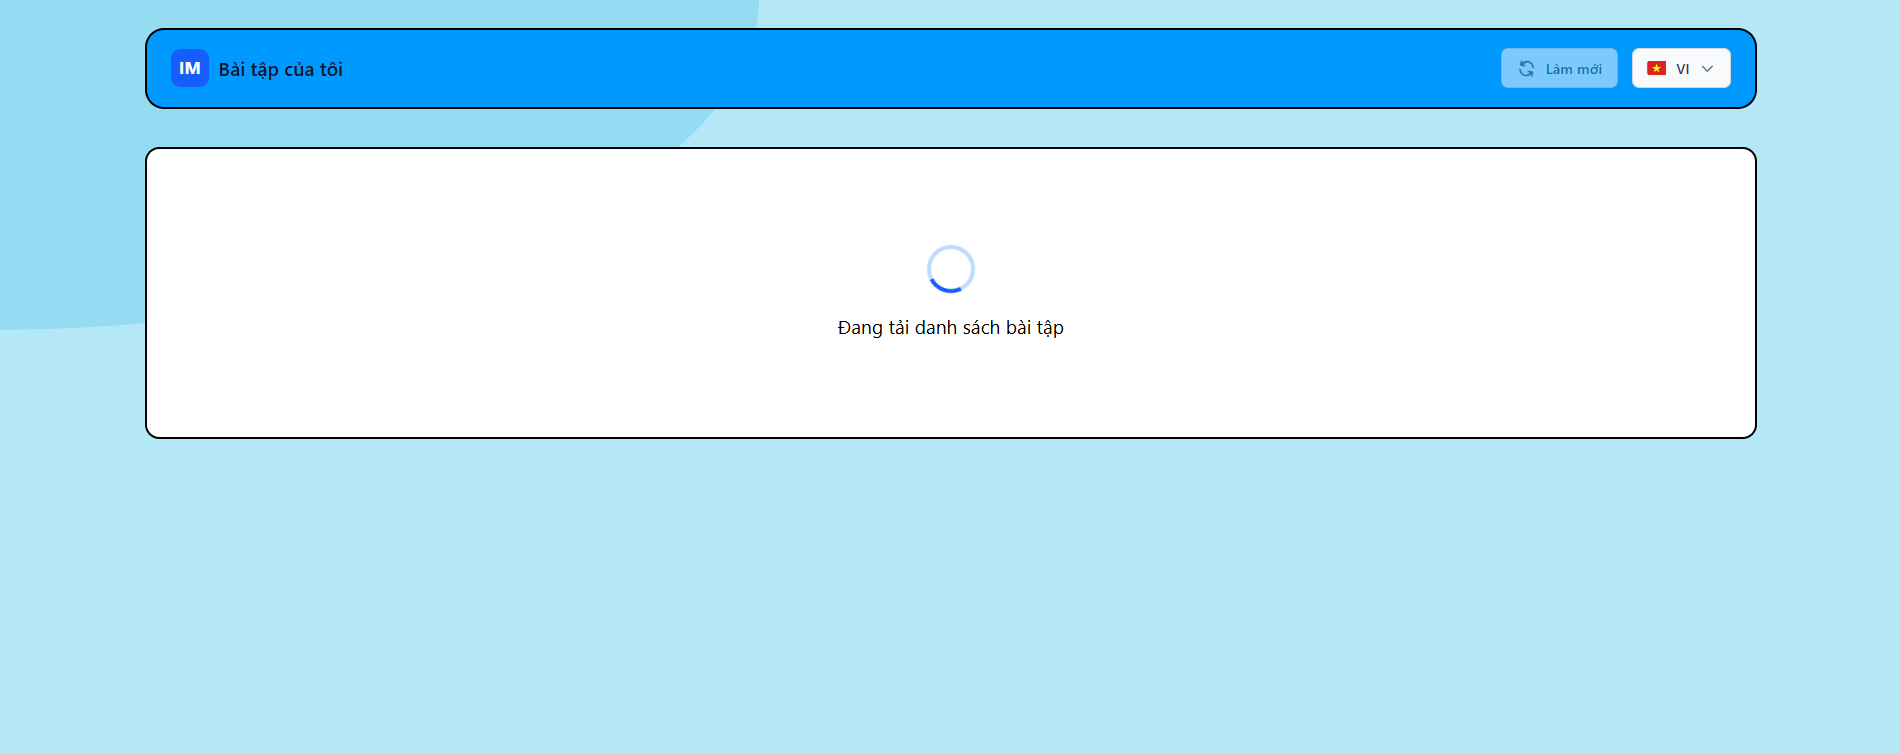 IM Bài tập của tôi Làm mới VI
Đang tải danh sách bài tập